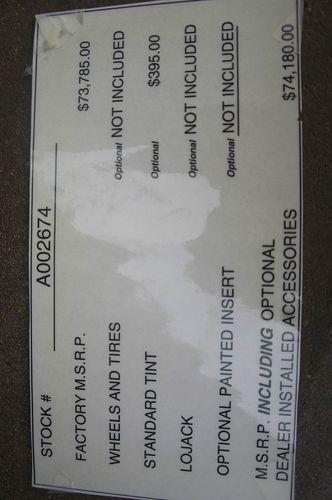 STOCK # A002674
FACTORY M.S.R.P. $73,785.00
WHEELS AND TIRES Optional NOT INCLUDED
STANDARD TINT Optional $395.00
LOJACK Optional NOT INCLUDED
OPTIONAL PAINTED INSERT Optional NOT INCLUDED
M.S.R.P. INCLUDING OPTIONAL
DEALER INSTALLED ACCESSORIES $74,180.00